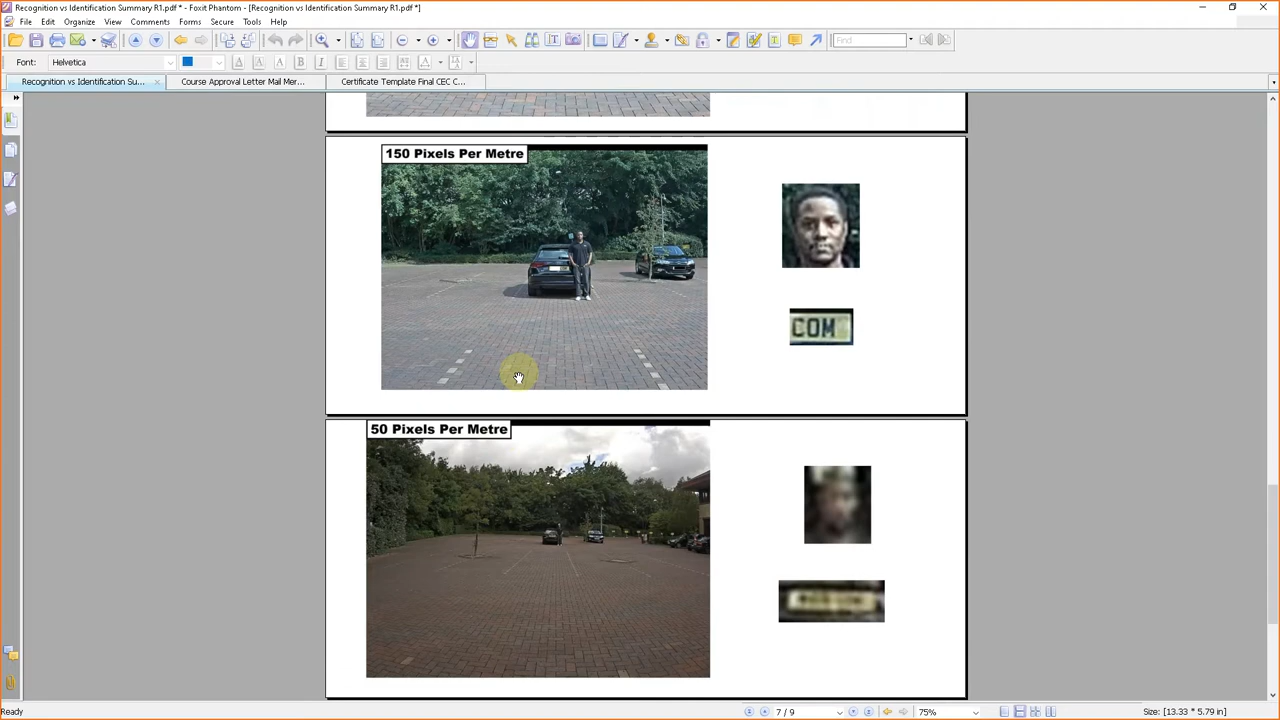 Recognition vs Identification Summary R1.pdf * - Foxit Phantom - [Recognition vs Identification Summary R1.pdf *]
File Edit View Organize Comments Forms Secure Tools Help
Find
Font: Helvetica
Recognition vs Identification Su... Course Approval Letter Mail Mer... Certificate Template Final CEC C...
150 Pixels Per Metre
COM
50 Pixels Per Metre
Ready 7 / 9 75% Size: [13.33 * 5.79 in]